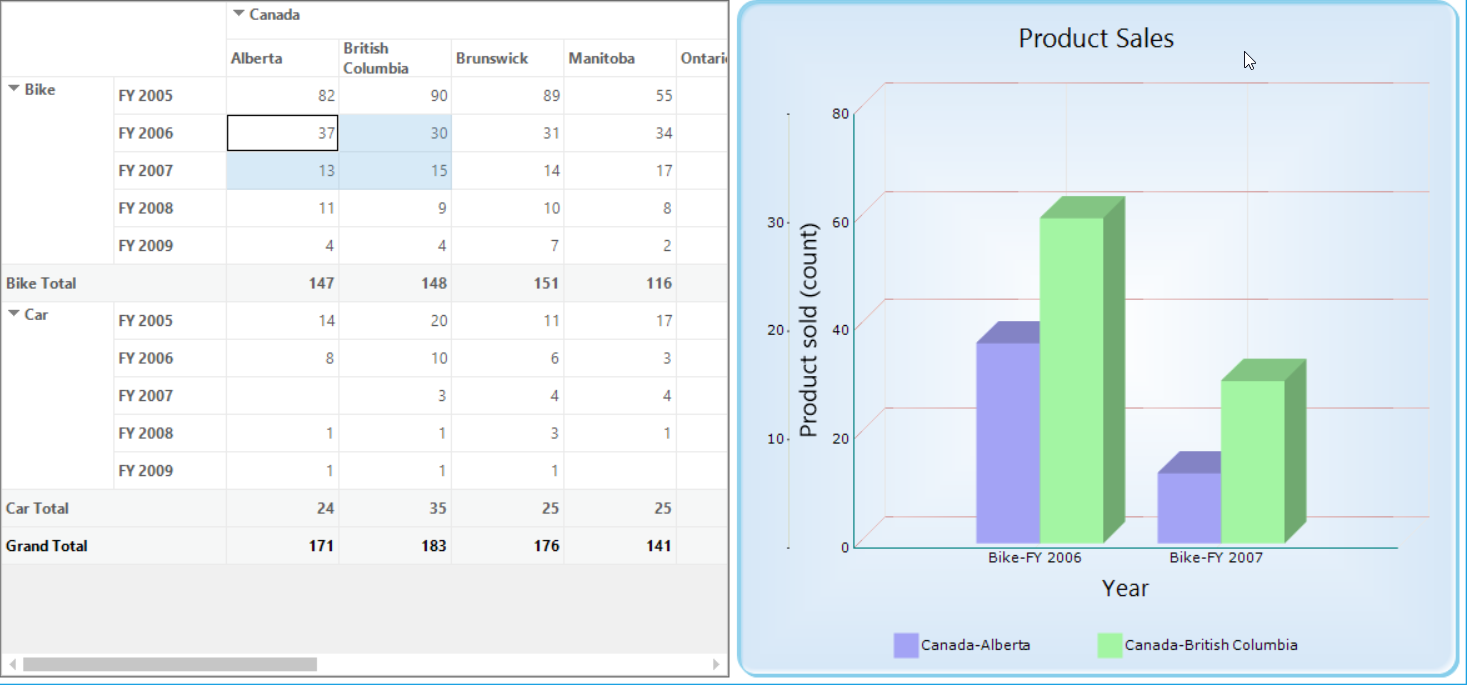 Canada
Alberta British Columbia Brunswick Manitoba Ontari
Bike FY 2005 82 90 89 55
FY 2006 37 30 31 34
FY 2007 13 15 14 17
FY 2008 11 9 10 8
FY 2009 4 4 7 2
Bike Total 147 148 151 116
Car FY 2005 14 20 11 17
FY 2006 8 10 6 3
FY 2007 3 4 4
FY 2008 1 1 3 1
FY 2009 1 1 1
Car Total 24 35 25 25
Grand Total 171 183 176 141
Product Sales
80
30 60
20 40
10 20
0
Product sold (count)
Bike-FY 2006 Bike-FY 2007
Year
Canada-Alberta Canada-British Columbia